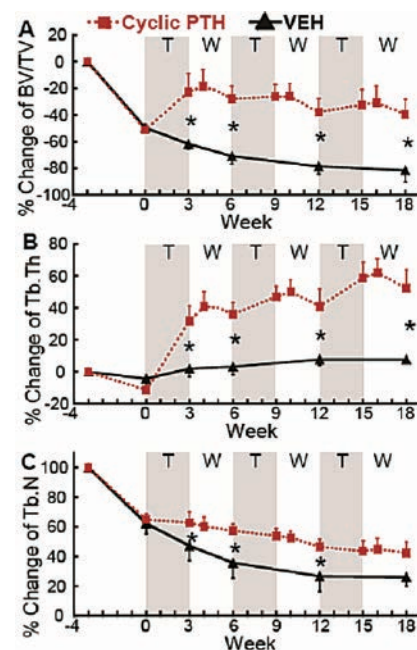 Cyclic PTH VEH
A
T W T W T W
% Change of BV/TV
20
0
-20
-40
-60
-80
-100
* * * *
-4 0 3 6 9 12 15 18
Week
B
T W T W T W
% Change of Tb.Th
80
60
40
20
0
-20
* * * *
-4 0 3 6 9 12 15 18
Week
C
T W T W T W
% Change of Tb.N
100
80
60
40
20
0
* * *
-4 0 3 6 9 12 15 18
Week